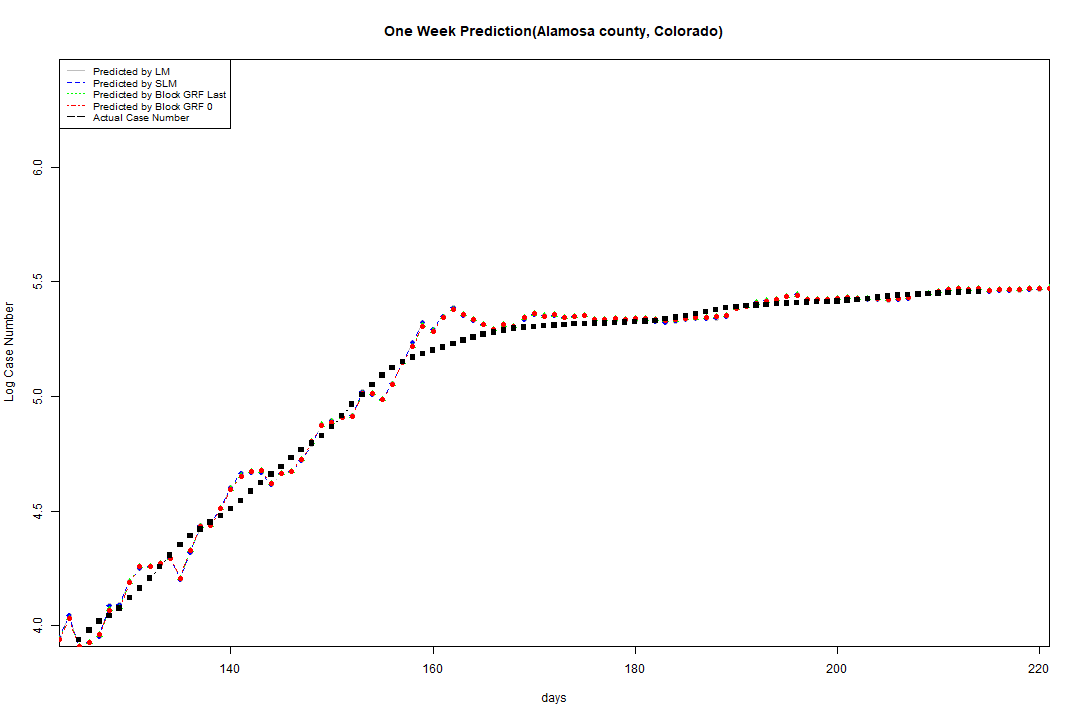 One Week Prediction(Alamosa county, Colorado)
Predicted by LM
Predicted by SLM
Predicted by Block GRF Last
Predicted by Block GRF 0
Actual Case Number
6.0
5.5
5.0
4.5
4.0
Log Case Number
140 160 180 200 220
days